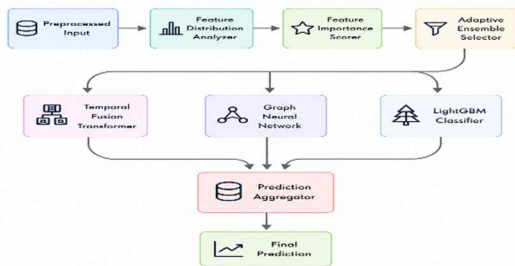 Preprocessed
Input
Feature
Distribution
Analyzer
Feature
Importance
Scorer
Adaptive
Ensemble
Selector
Temporal
Fusion
Transformer
Graph
Neural
Network
LightGBM
Classifier
Prediction
Aggregator
Final
Prediction